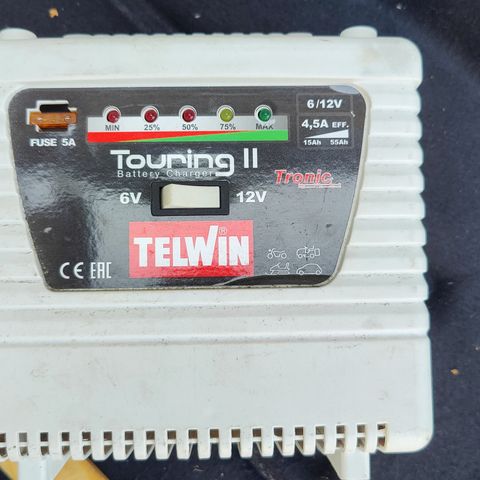 6/12V
4,5A EFF.
15Ah 55Ah
FUSE 5A
MIN 25% 50% 75% MAX
Touring 11
Battery Charger
Tronic
6V 12V
TELWIN®
CE EAC